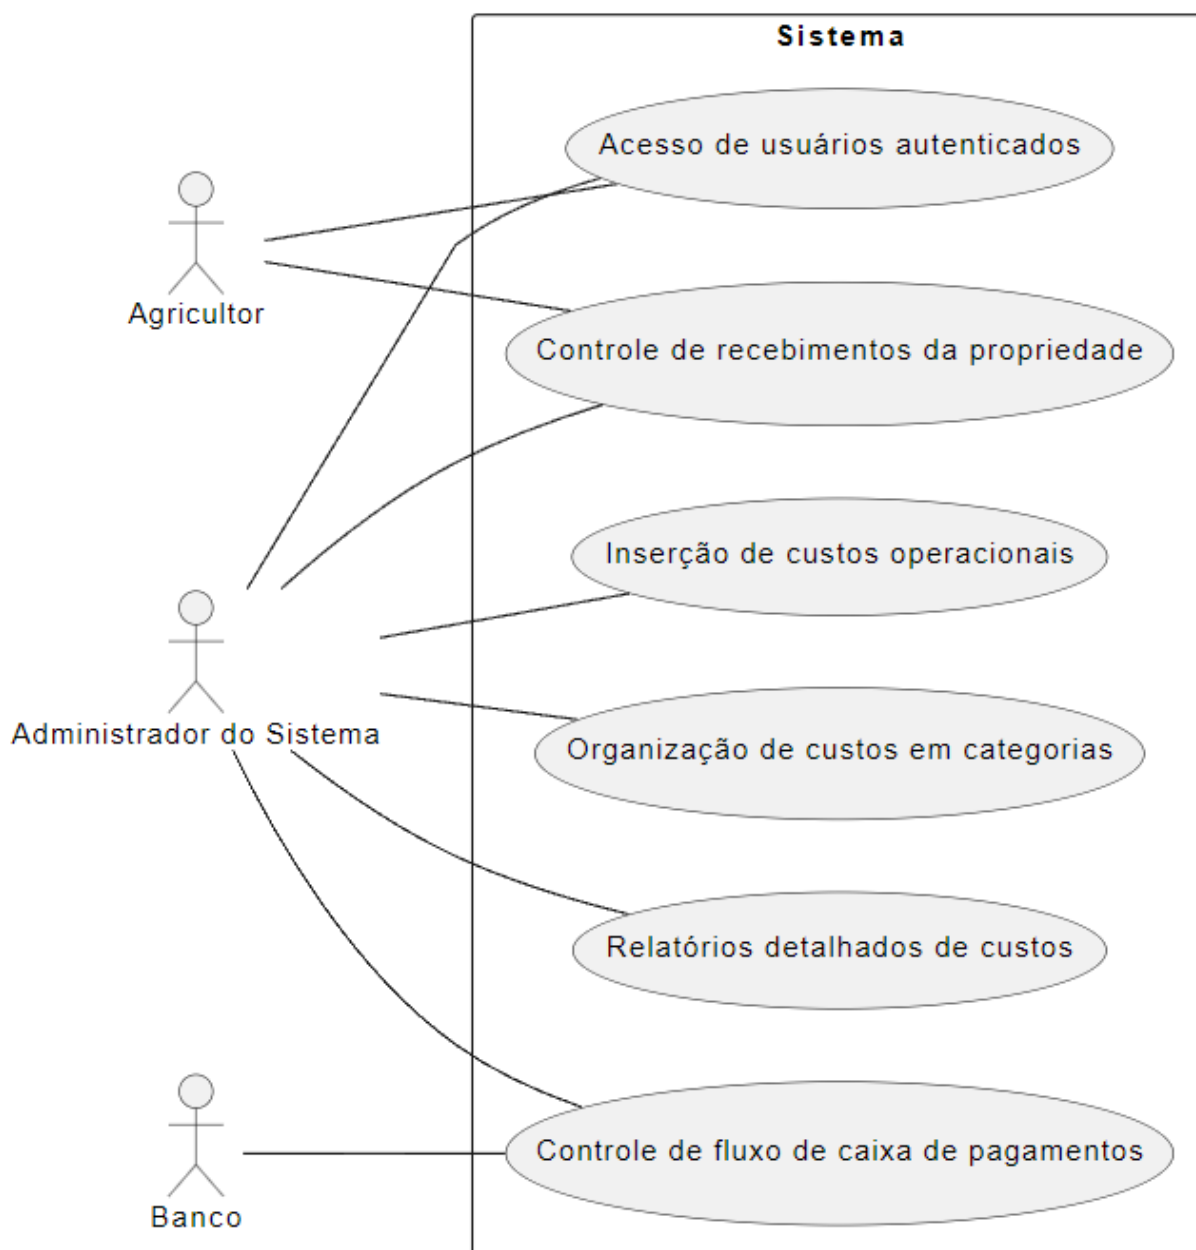 Sistema
Acesso de usuários autenticados
Agricultor
Controle de recebimentos da propriedade
Inserção de custos operacionais
Administrador do Sistema
Organização de custos em categorias
Relatórios detalhados de custos
Controle de fluxo de caixa de pagamentos
Banco